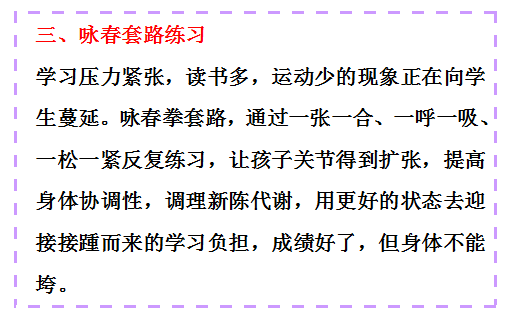 三、咏春套路练习
学习压力紧张，读书多，运动少的现象正在向学
生蔓延。咏春拳套路，通过一张一合、一呼一吸、
一松一紧反复练习，让孩子关节得到扩张，提高
身体协调性，调理新陈代谢，用更好的状态去迎
接接踵而来的学习负担，成绩好了，但身体不能
垮。